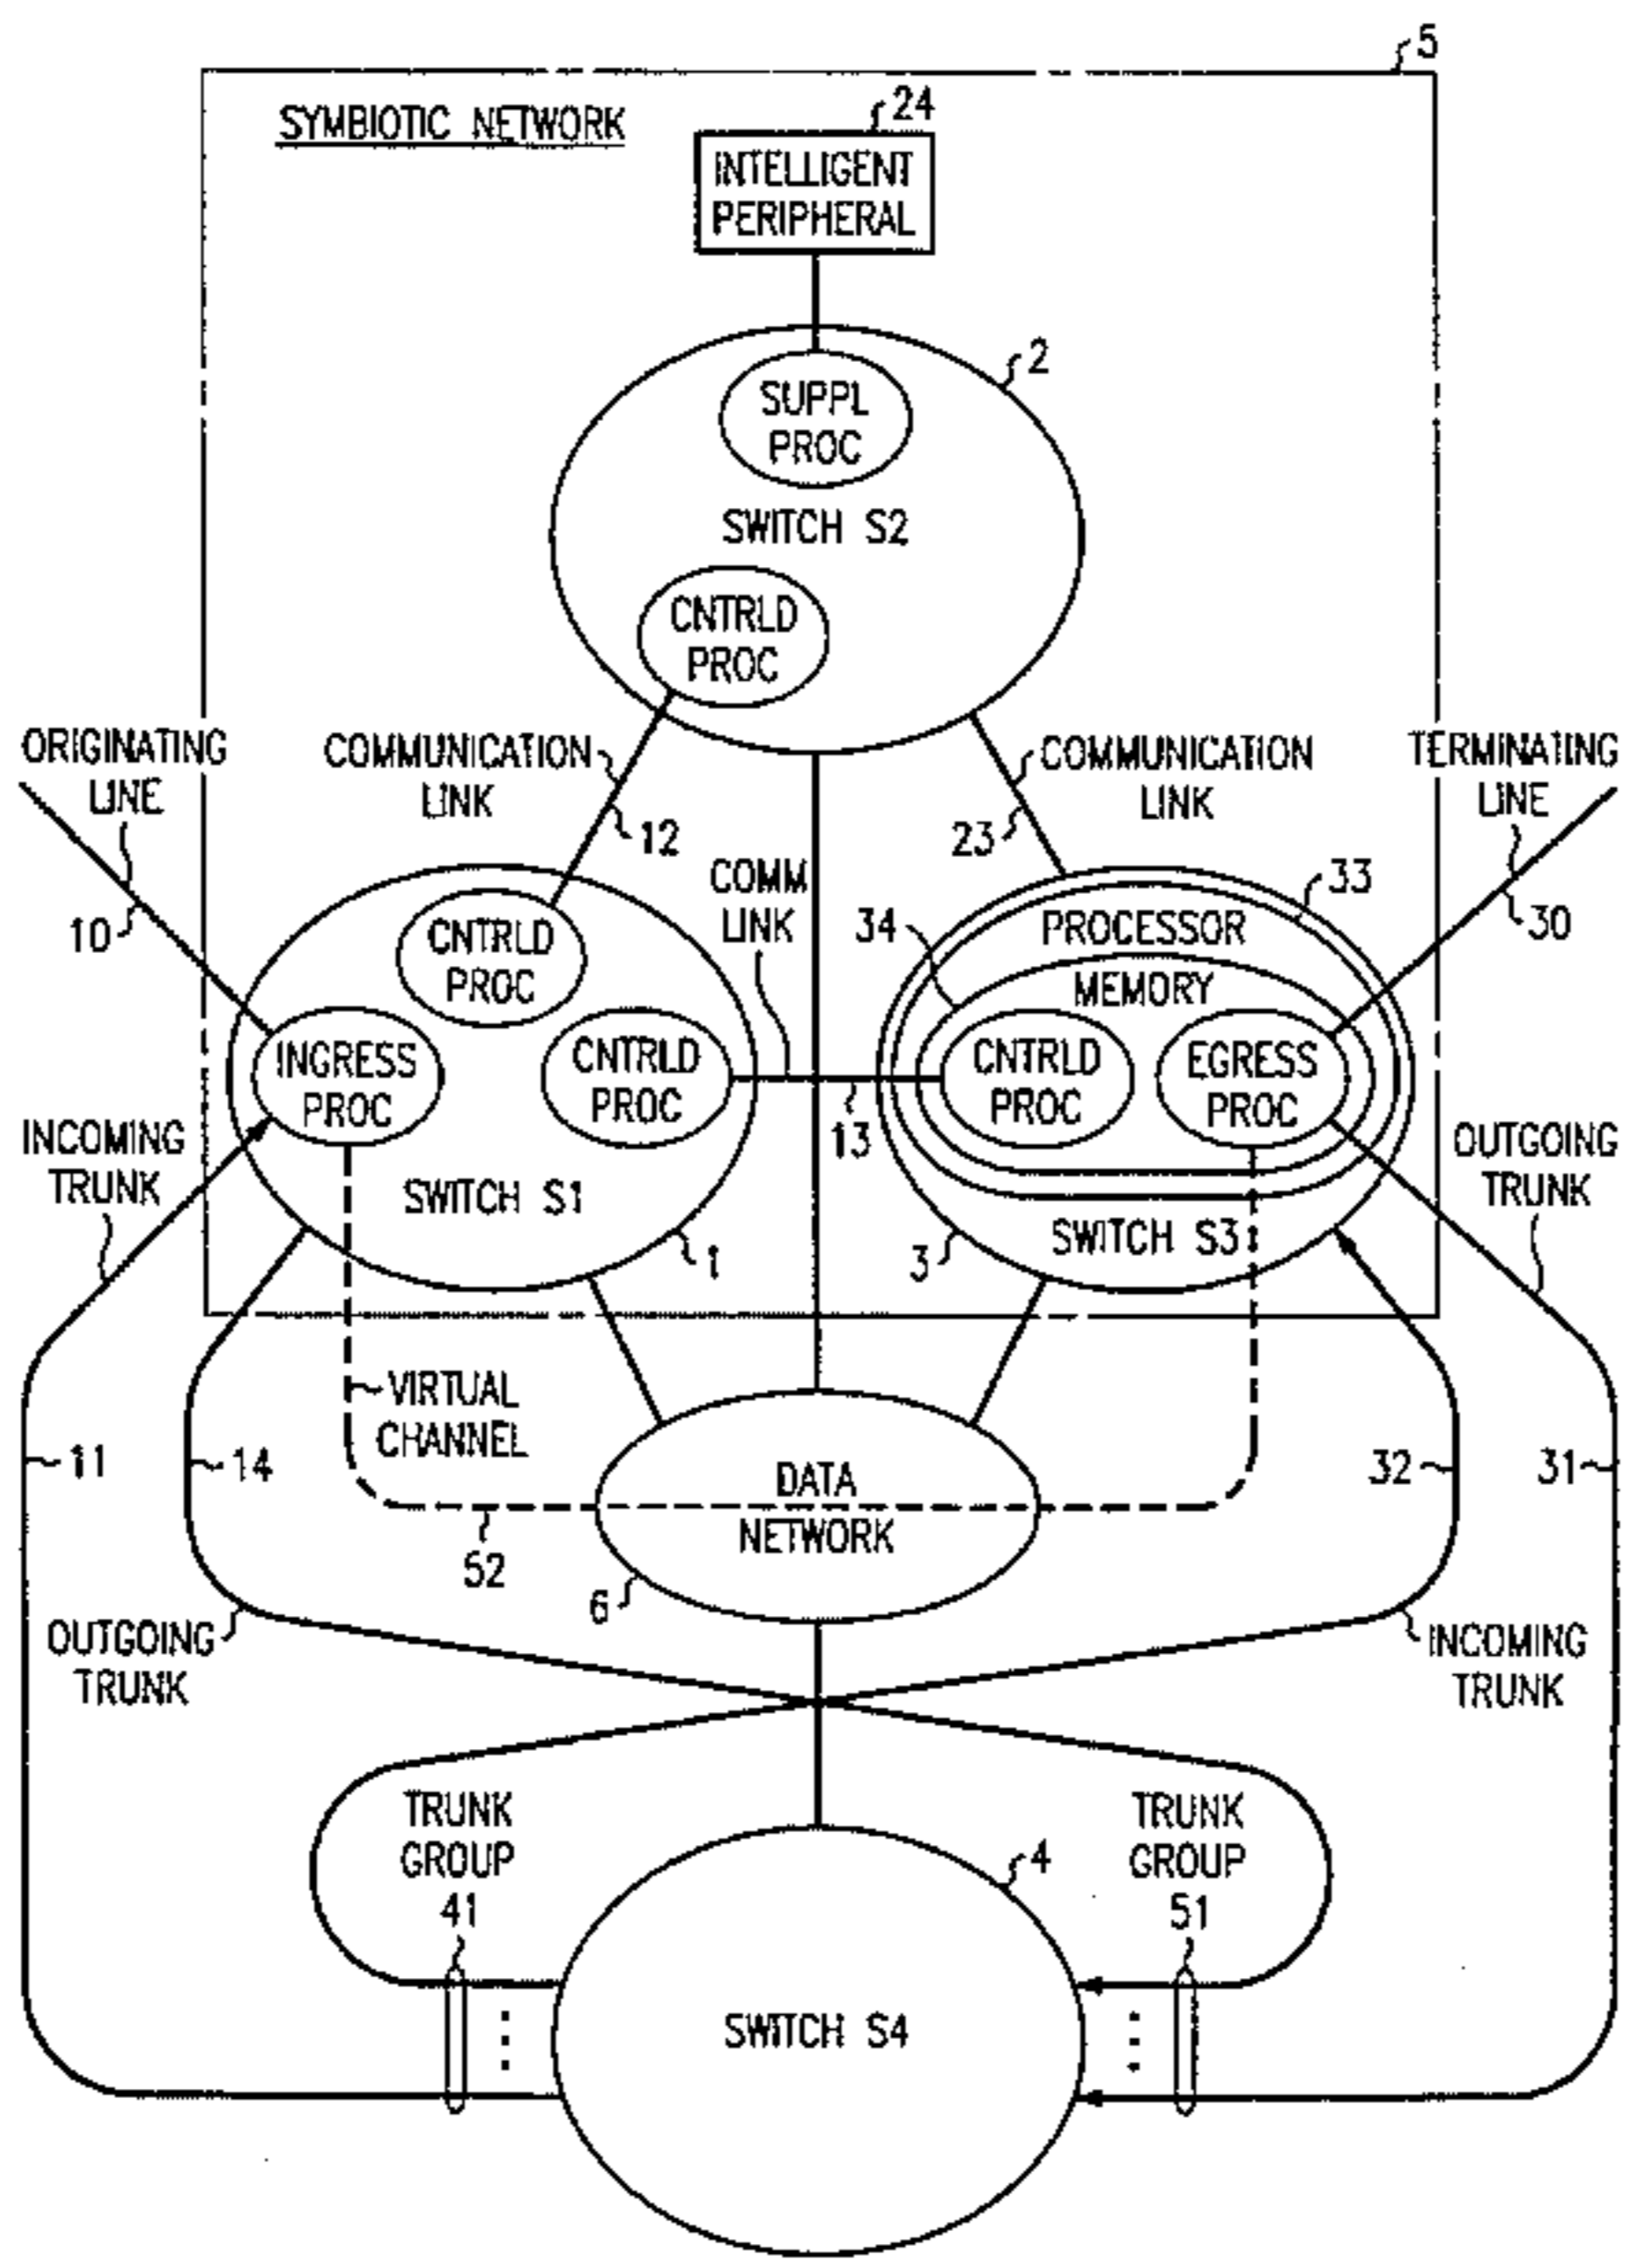 5
SYMBIOTIC NETWORK
24
INTELLIGENT
PERIPHERAL
2
SUPPL
PROC
SWITCH S2
CNTRLD
PROC
ORIGINATING
LINE
COMMUNICATION
LINK
COMMUNICATION
LINK
TERMINATING
LINE
12
23
10
COMM
LINK
33
30
CNTRLD
PROC
34
PROCESSOR
MEMORY
INGRESS
PROC
CNTRLD
PROC
CNTRLD
PROC
EGRESS
PROC
13
INCOMING
TRUNK
OUTGOING
TRUNK
SWITCH S1
1
3
SWITCH S3
VIRTUAL
CHANNEL
11
14
32
31
DATA
NETWORK
52
6
OUTGOING
TRUNK
INCOMING
TRUNK
TRUNK
GROUP
41
4
TRUNK
GROUP
51
SWITCH S4